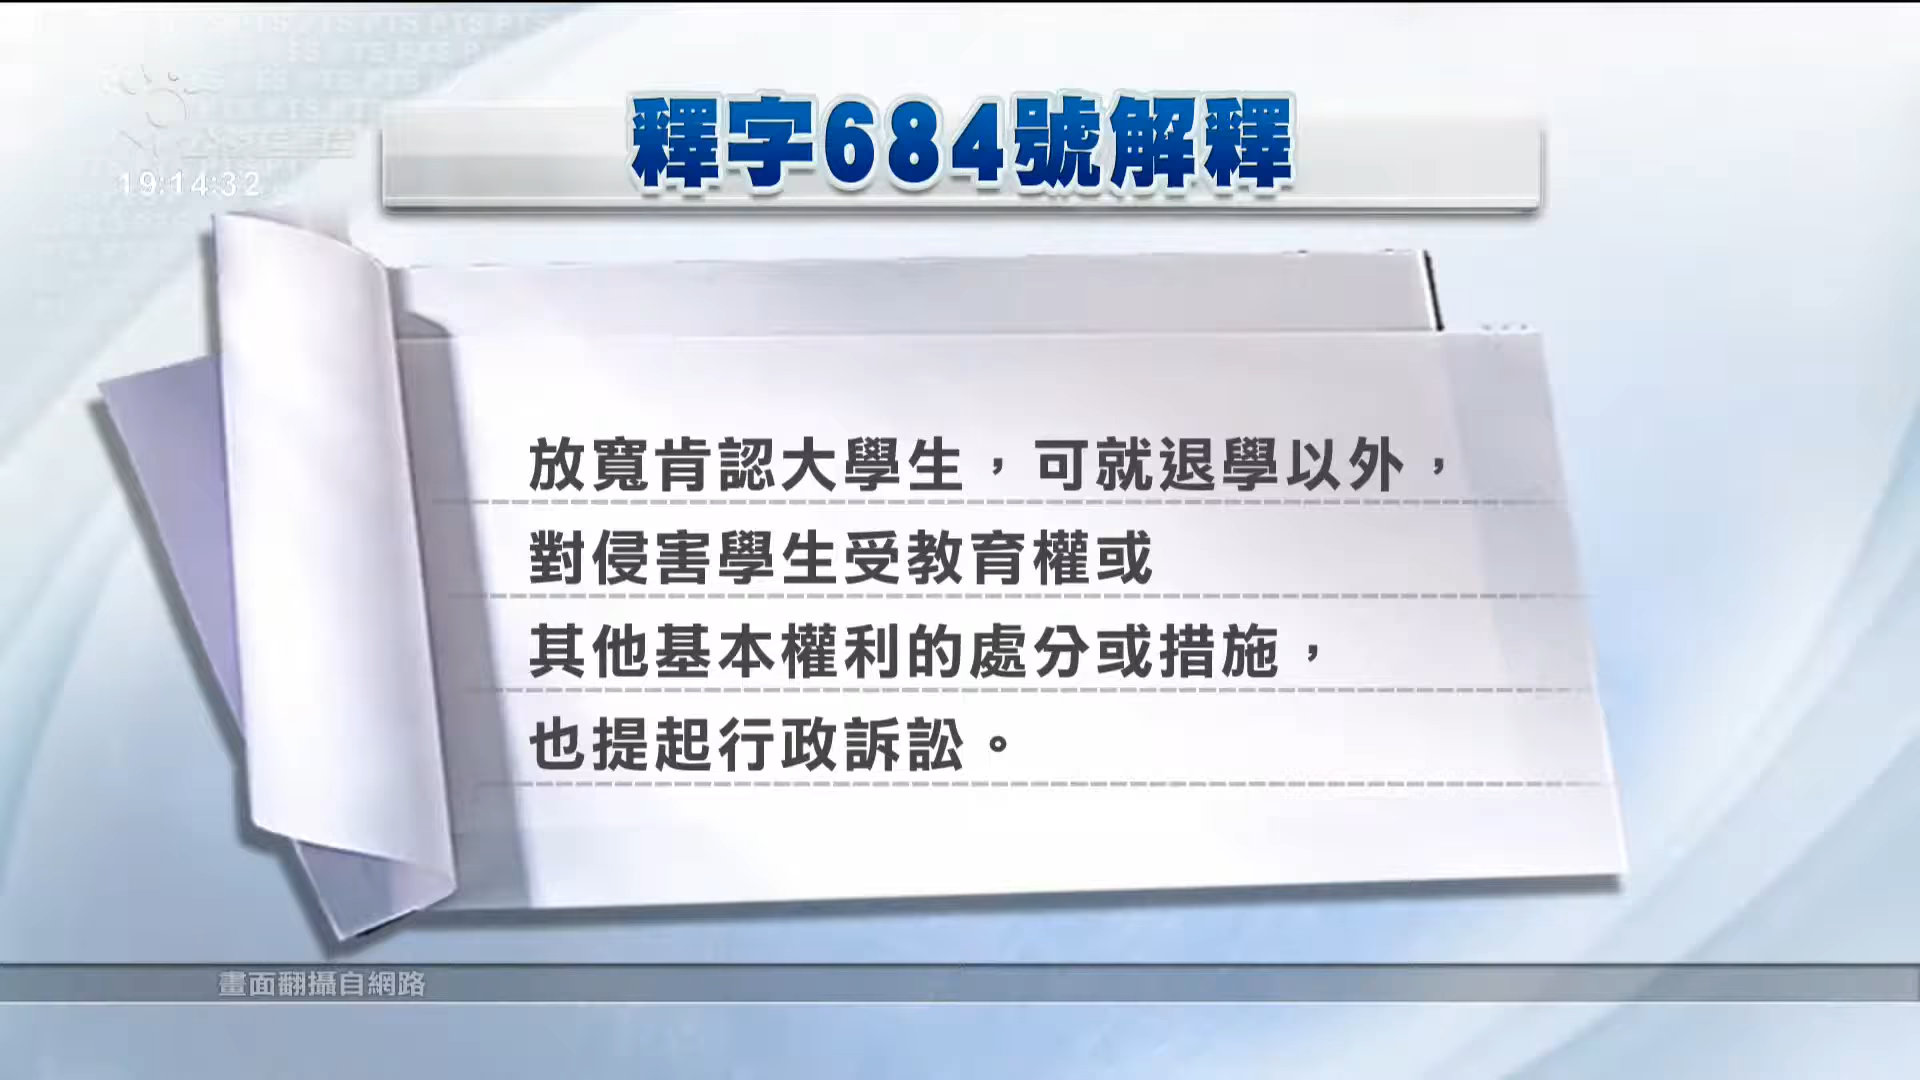 釋字684號解釋
19:14:32
放寬肯認大學生，可就退學以外，
對侵害學生受教育權或
其他基本權利的處分或措施，
也提起行政訴訟。
畫面翻攝自網路